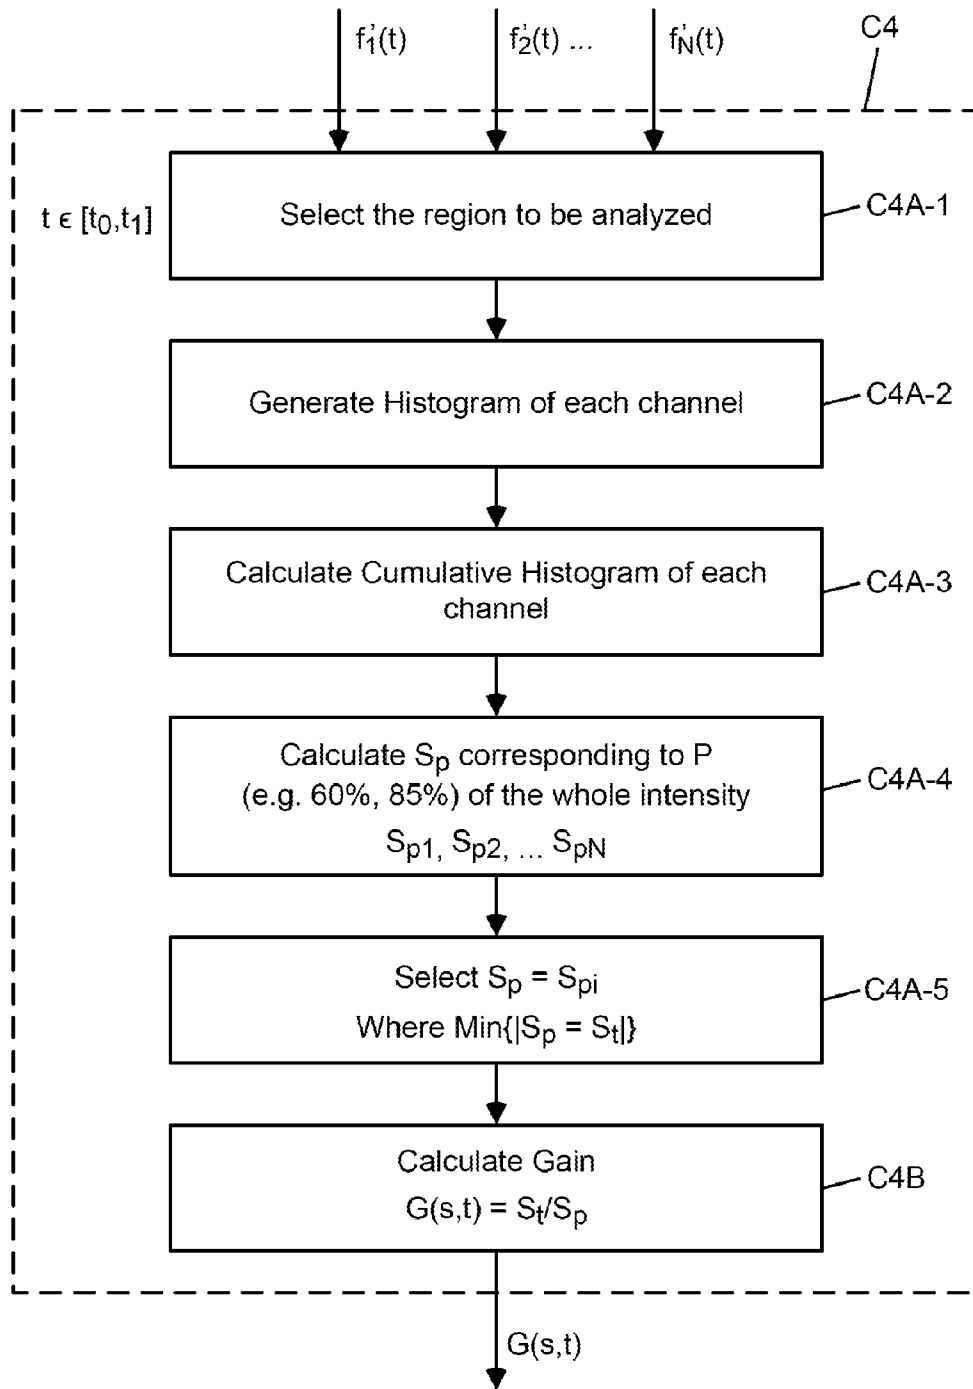 f'1(t) f'2(t) ... f'N(t)
C4
t ϵ [t0,t1]
Select the region to be analyzed
C4A-1
Generate Histogram of each channel
C4A-2
Calculate Cumulative Histogram of each
channel
C4A-3
Calculate Sp corresponding to P
(e.g. 60%, 85%) of the whole intensity
Sp1, Sp2, ... SpN
C4A-4
Select Sp = Spi
Where Min{|Sp = St|}
C4A-5
Calculate Gain
G(s,t) = St/Sp
C4B
G(s,t)